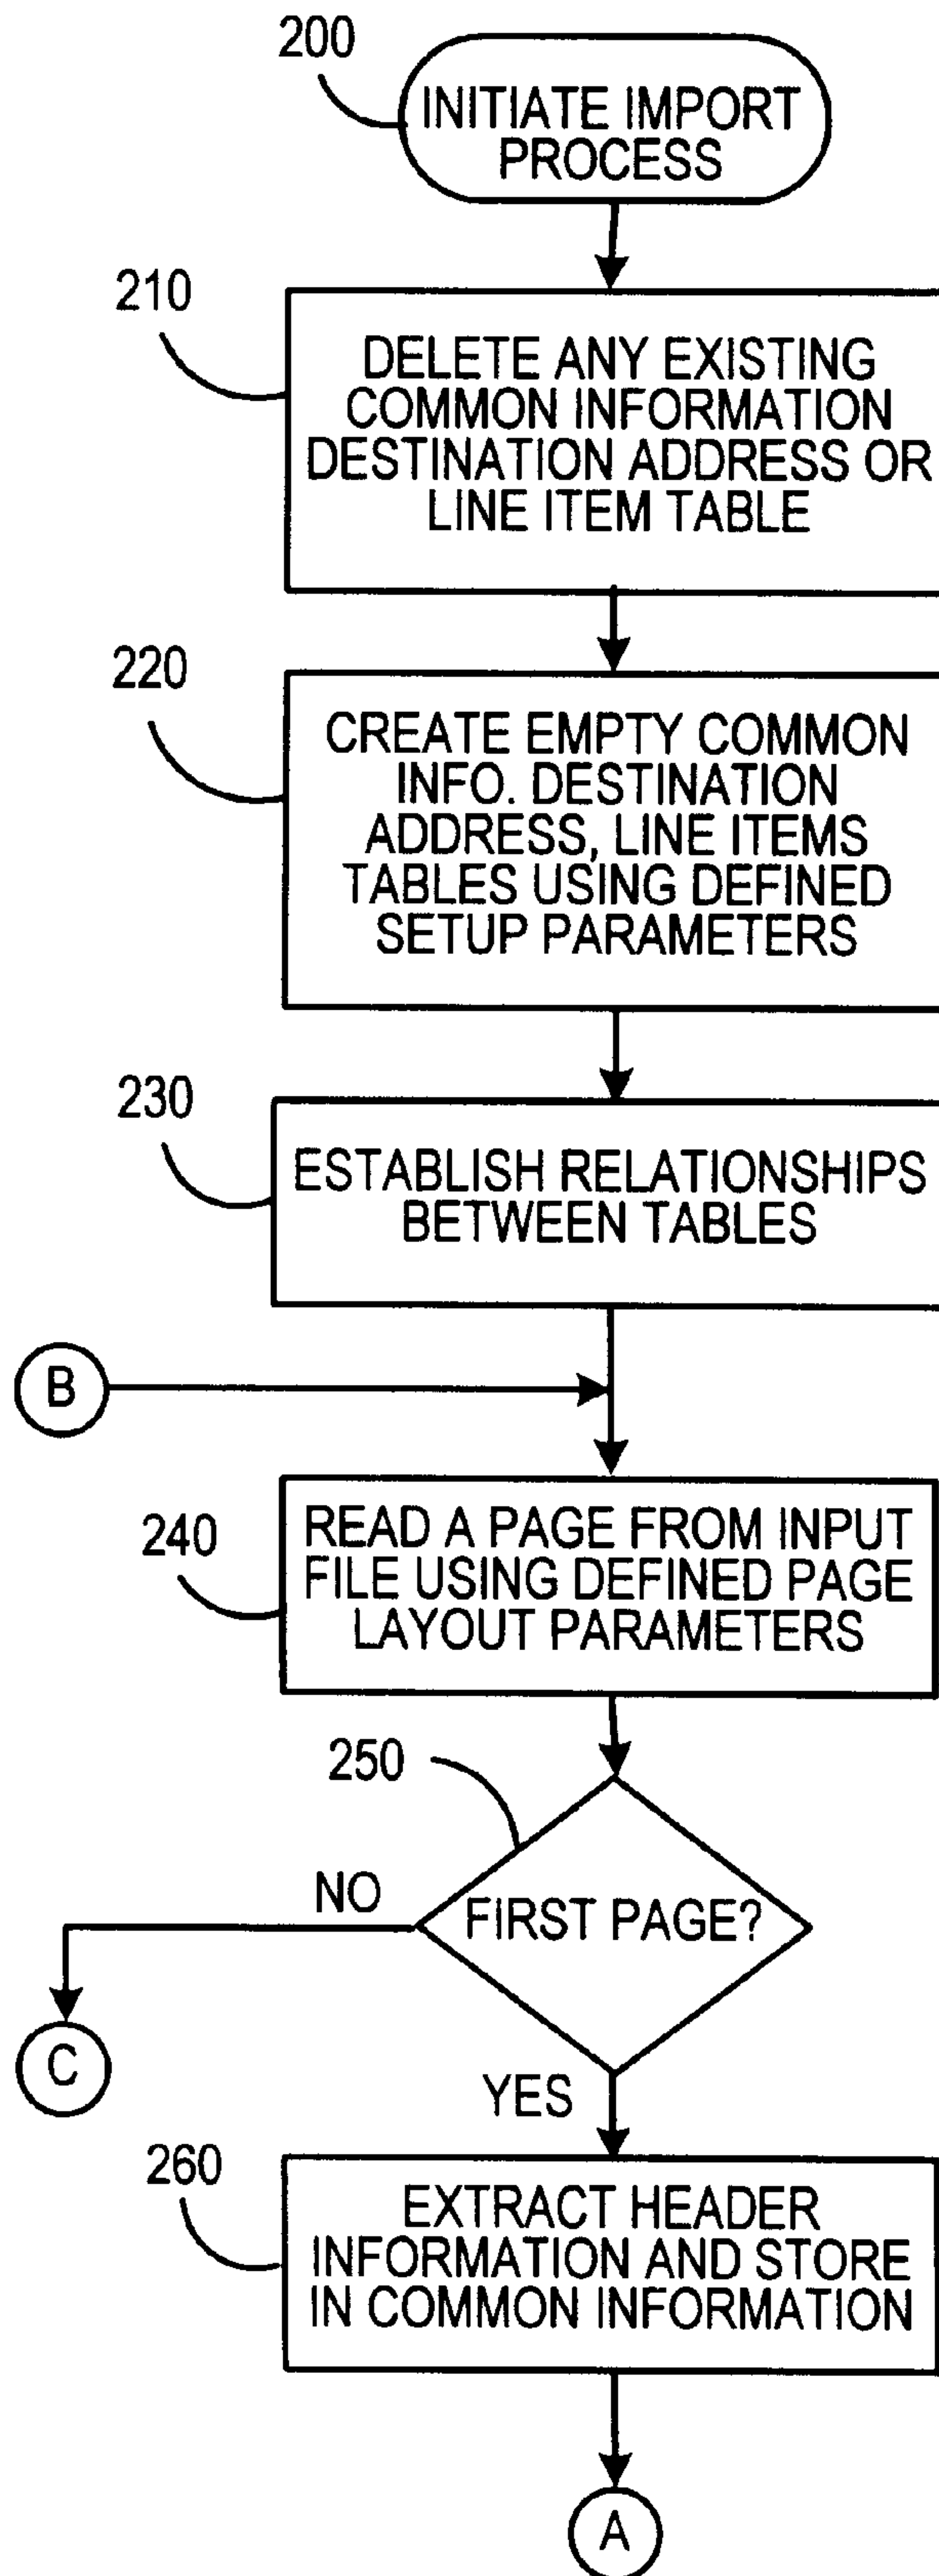 200
INITIATE IMPORT
PROCESS
210
DELETE ANY EXISTING
COMMON INFORMATION
DESTINATION ADDRESS OR
LINE ITEM TABLE
220
CREATE EMPTY COMMON
INFO. DESTINATION
ADDRESS, LINE ITEMS
TABLES USING DEFINED
SETUP PARAMETERS
230
ESTABLISH RELATIONSHIPS
BETWEEN TABLES
B
240
READ A PAGE FROM INPUT
FILE USING DEFINED PAGE
LAYOUT PARAMETERS
250
NO
FIRST PAGE?
C
YES
260
EXTRACT HEADER
INFORMATION AND STORE
IN COMMON INFORMATION
A